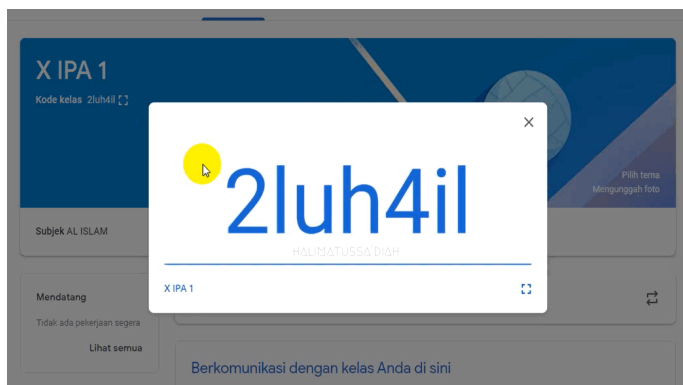 X IPA 1
Kode kelas 2luh4il
2luh4il
HALIMATUSSA'DIAH
X IPA 1
Pilih tema
Mengunggah foto
Subjek AL ISLAM
Mendatang
Tidak ada pekerjaan segera
Lihat semua
Berkomunikasi dengan kelas Anda di sini